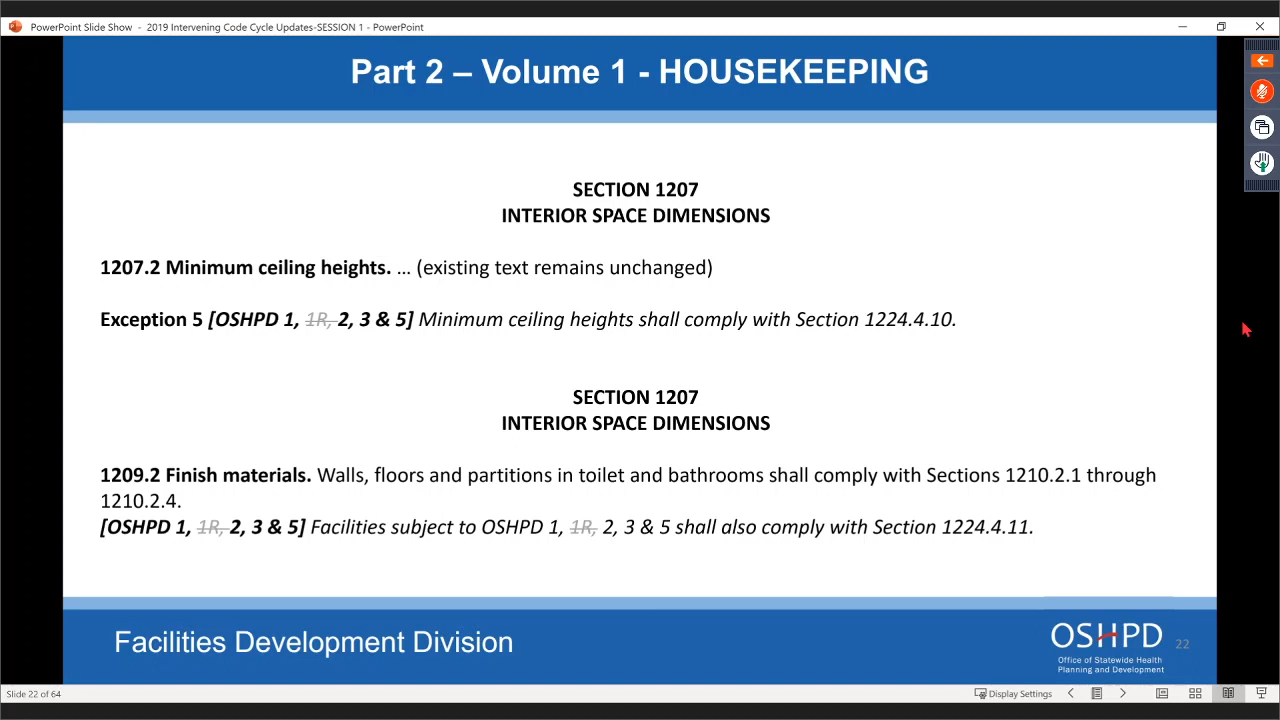 PowerPoint Slide Show - 2019 Intervening Code Cycle Updates-SESSION 1 - PowerPoint
Part 2 – Volume 1 - HOUSEKEEPING
SECTION 1207
INTERIOR SPACE DIMENSIONS
1207.2 Minimum ceiling heights. ... (existing text remains unchanged)
Exception 5 [OSHPD 1, 1R, 2, 3 & 5] Minimum ceiling heights shall comply with Section 1224.4.10.
SECTION 1207
INTERIOR SPACE DIMENSIONS
1209.2 Finish materials. Walls, floors and partitions in toilet and bathrooms shall comply with Sections 1210.2.1 through
1210.2.4.
[OSHPD 1, 1R, 2, 3 & 5] Facilities subject to OSHPD 1, 1R, 2, 3 & 5 shall also comply with Section 1224.4.11.
Facilities Development Division
OSHPD
Office of Statewide Health
Planning and Development
22
Slide 22 of 64
Display Settings